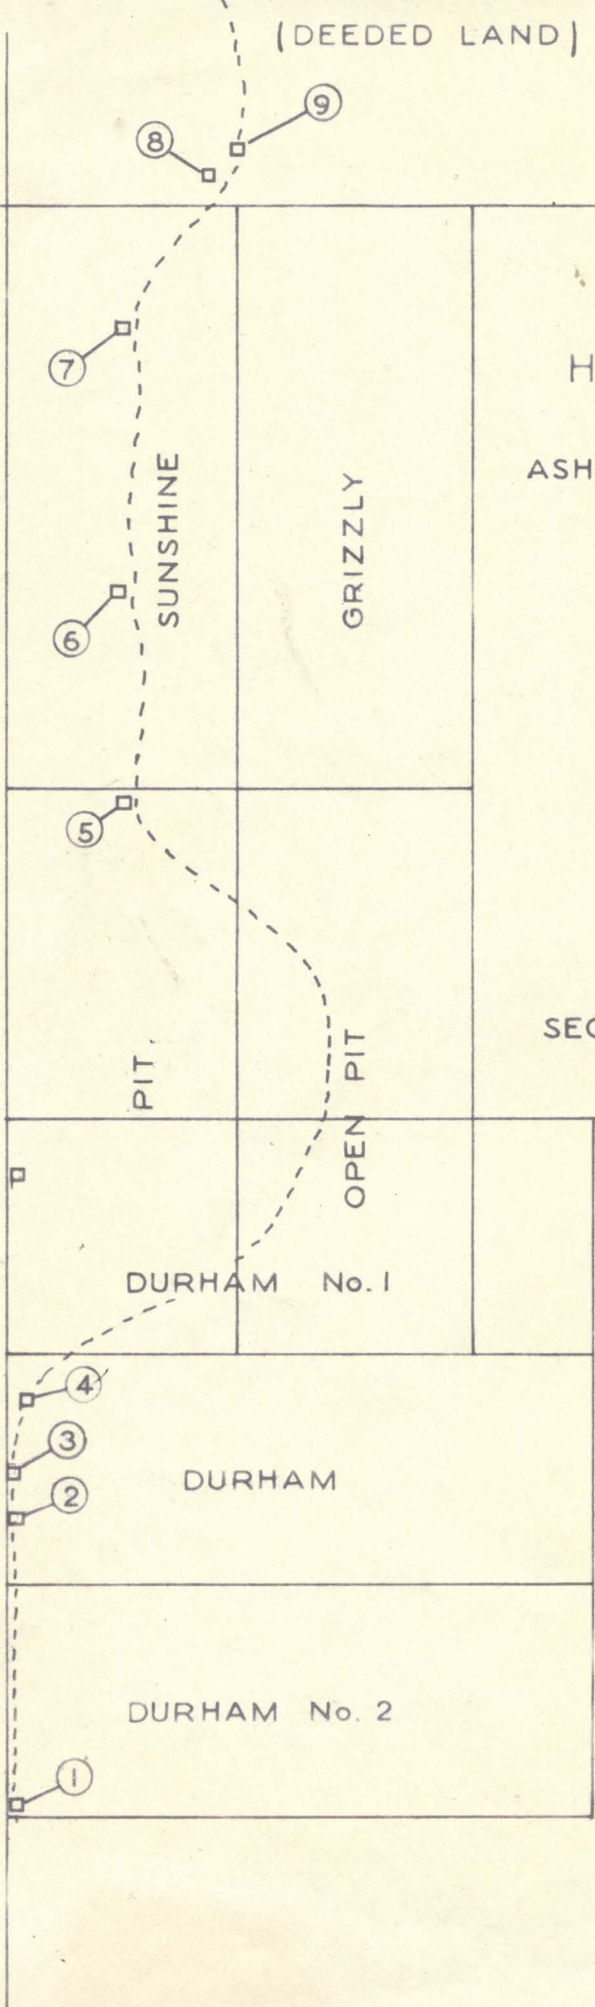 (DEEDED LAND)
9
8
7
H
ASH
SUNSHINE
GRIZZLY
6
5
SEC
PIT.
OPEN PIT
DURHAM No. 1
4
3
DURHAM
2
DURHAM No. 2
1